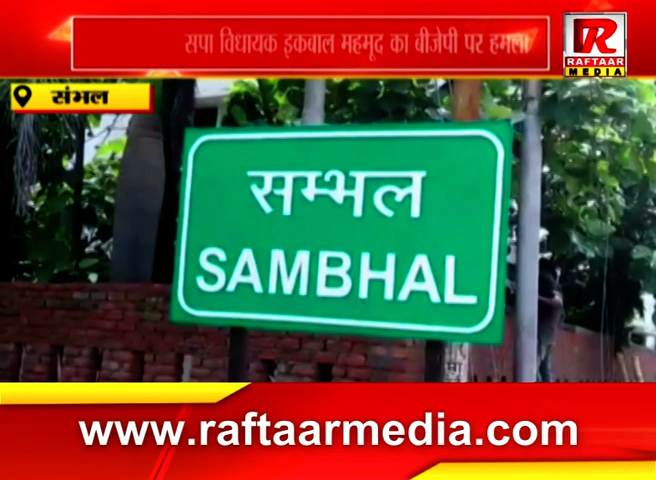 सपा विधायक इकबाल महमूद का बीजेपी पर हमला
R
RAFTAAR
MEDIA
संभल
सम्भल
SAMBHAL
www.raftaarmedia.com